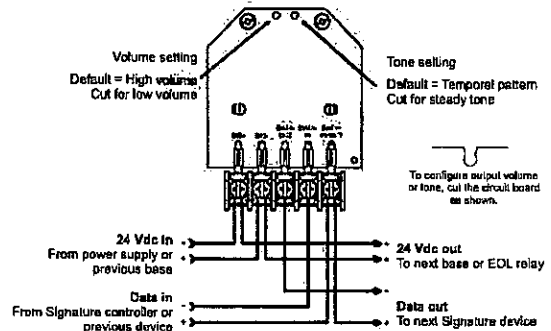 Volume setting
Default = High volume
Cut for low volume
Tone setting
Default = Temporal pattern
Cut for steady tone
To configure output volume
or tone, cut the circuit board
as shown.
24 Vdc in
From power supply or
previous base
24 Vdc out
To next base or EOL relay
Data in
From Signature controller or
previous device
Data out
To next Signature device